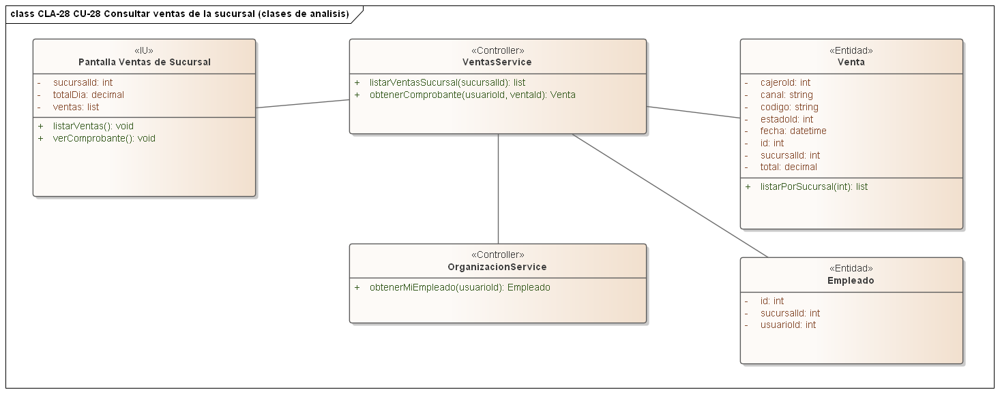 class CLA-28 CU-28 Consultar ventas de la sucursal (clases de analisis)
«IU»
Pantalla Ventas de Sucursal
- sucursalId: int
- totalDia: decimal
- ventas: list
+ listarVentas(): void
+ verComprobante(): void
«Controller»
VentasService
+ listarVentasSucursal(sucursalId): list
+ obtenerComprobante(usuarioId, ventaId): Venta
«Entidad»
Venta
- cajeroId: int
- canal: string
- codigo: string
- estadoId: int
- fecha: datetime
- id: int
- sucursalId: int
- total: decimal
+ listarPorSucursal(int): list
«Controller»
OrganizacionService
+ obtenerMiEmpleado(usuarioId): Empleado
«Entidad»
Empleado
- id: int
- sucursalId: int
- usuarioId: int